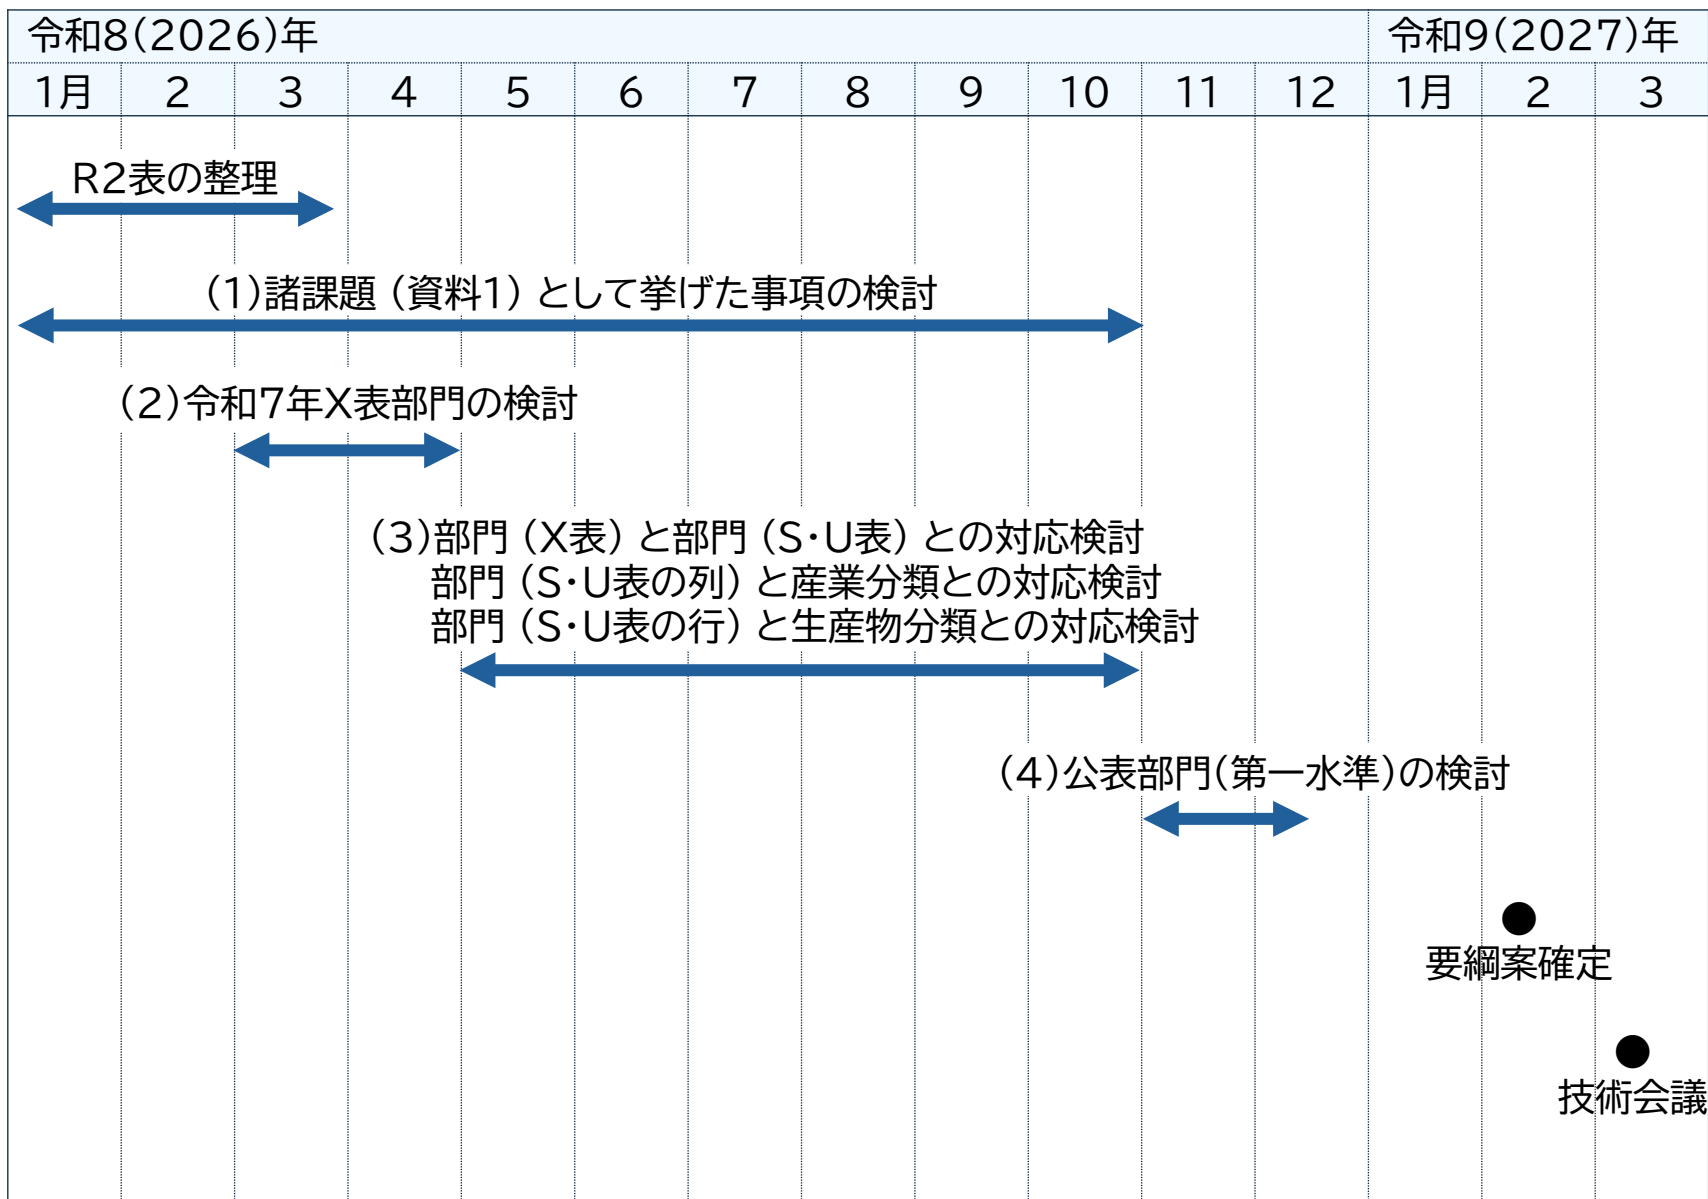 令和8(2026)年 令和9(2027)年
1月 2 3 4 5 6 7 8 9 10 11 12 1月 2 3
R2表の整理
(1)諸課題(資料1)として挙げた事項の検討
(2)令和7年X表部門の検討
(3)部門(X表)と部門(S・U表)との対応検討
部門(S・U表の列)と産業分類との対応検討
部門(S・U表の行)と生産物分類との対応検討
(4)公表部門(第一水準)の検討
要綱案確定
技術会議